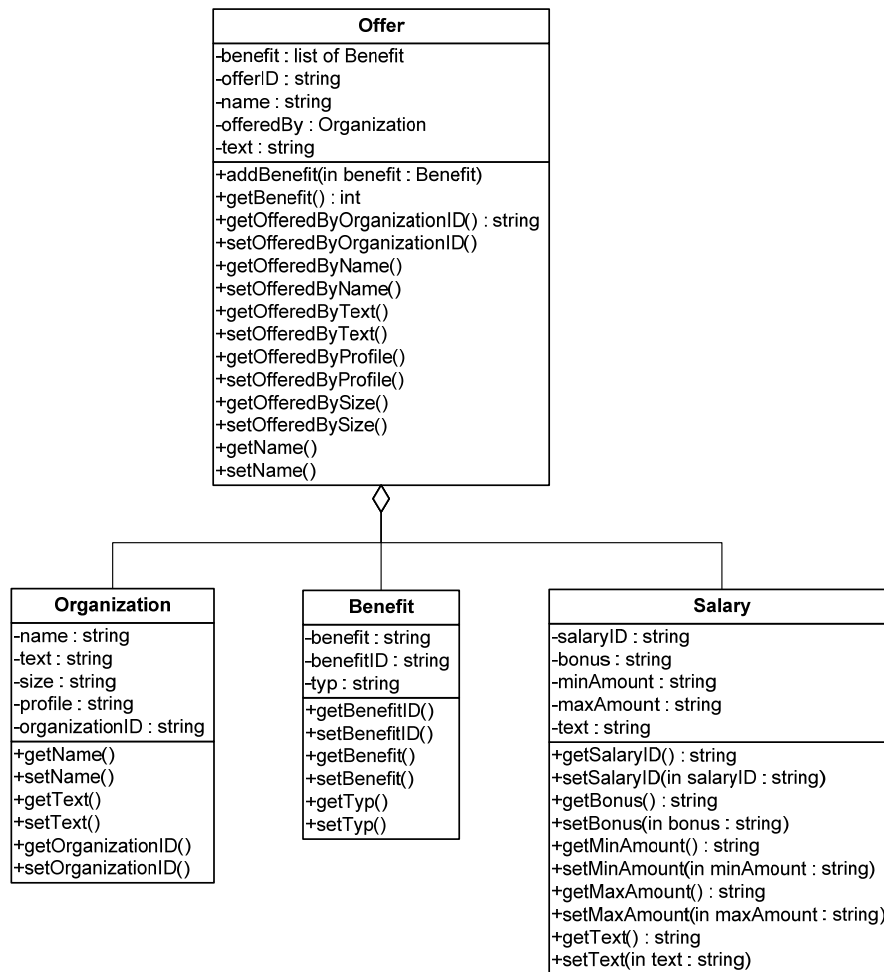 Offer
-benefit : list of Benefit
-offerID : string
-name : string
-offeredBy : Organization
-text : string
+addBenefit(in benefit : Benefit)
+getBenefit() : int
+getOfferedByOrganizationID() : string
+setOfferedByOrganizationID()
+getOfferedByName()
+setOfferedByName()
+getOfferedByText()
+setOfferedByText()
+getOfferedByProfile()
+setOfferedByProfile()
+getOfferedBySize()
+setOfferedBySize()
+getName()
+setName()
Organization
-name : string
-text : string
-size : string
-profile : string
-organizationID : string
+getName()
+setName()
+getText()
+setText()
+getOrganizationID()
+setOrganizationID()
Benefit
-benefit : string
-benefitID : string
-typ : string
+getBenefitID()
+setBenefitID()
+getBenefit()
+setBenefit()
+getTyp()
+setTyp()
Salary
-salaryID : string
-bonus : string
-minAmount : string
-maxAmount : string
-text : string
+getSalaryID() : string
+setSalaryID(in salaryID : string)
+getBonus() : string
+setBonus(in bonus : string)
+getMinAmount() : string
+setMinAmount(in minAmount : string)
+getMaxAmount() : string
+setMaxAmount(in maxAmount : string)
+getText() : string
+setText(in text : string)